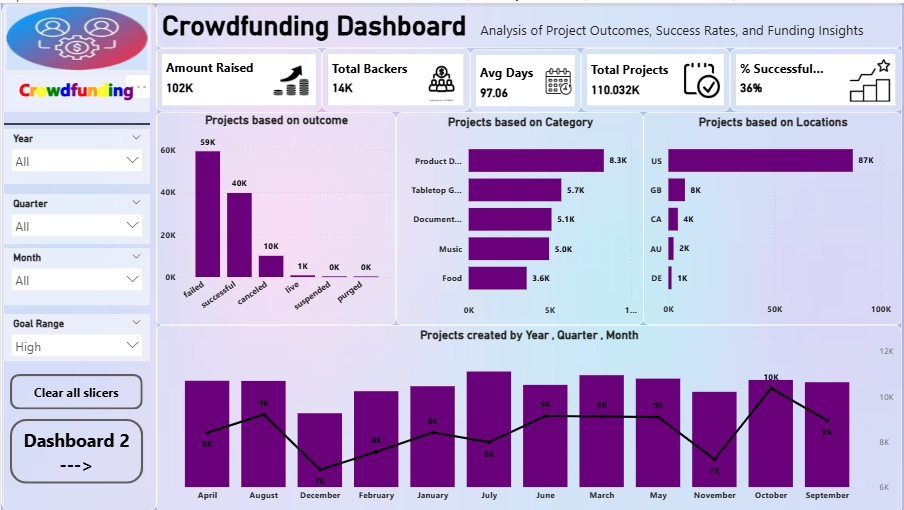 Crowdfunding Dashboard
Analysis of Project Outcomes, Success Rates, and Funding Insights
Crowdfunding
Amount Raised
102K
Total Backers
14K
Avg Days
97.06
Total Projects
110.032K
% Successful...
36%
Year
All
Quarter
All
Month
All
Goal Range
High
Clear all slicers
Dashboard 2
--->
Projects based on outcome
60K
40K
20K
0K
59K
40K
10K
1K
0K
0K
failed
successful
canceled
live
suspended
purged
Projects based on Category
Product D... 8.3K
Tabletop G... 5.7K
Document... 5.1K
Music 5.0K
Food 3.6K
0K 5K 1...
Projects based on Locations
US 87K
GB 8K
CA 4K
AU 2K
DE 1K
0K 50K 100K
Projects created by Year , Quarter , Month
12K
10K
8K
6K
8K
9K
7K
8K
8K
8K
9K
9K
9K
7K
10K
9K
April August December February January July June March May November October September